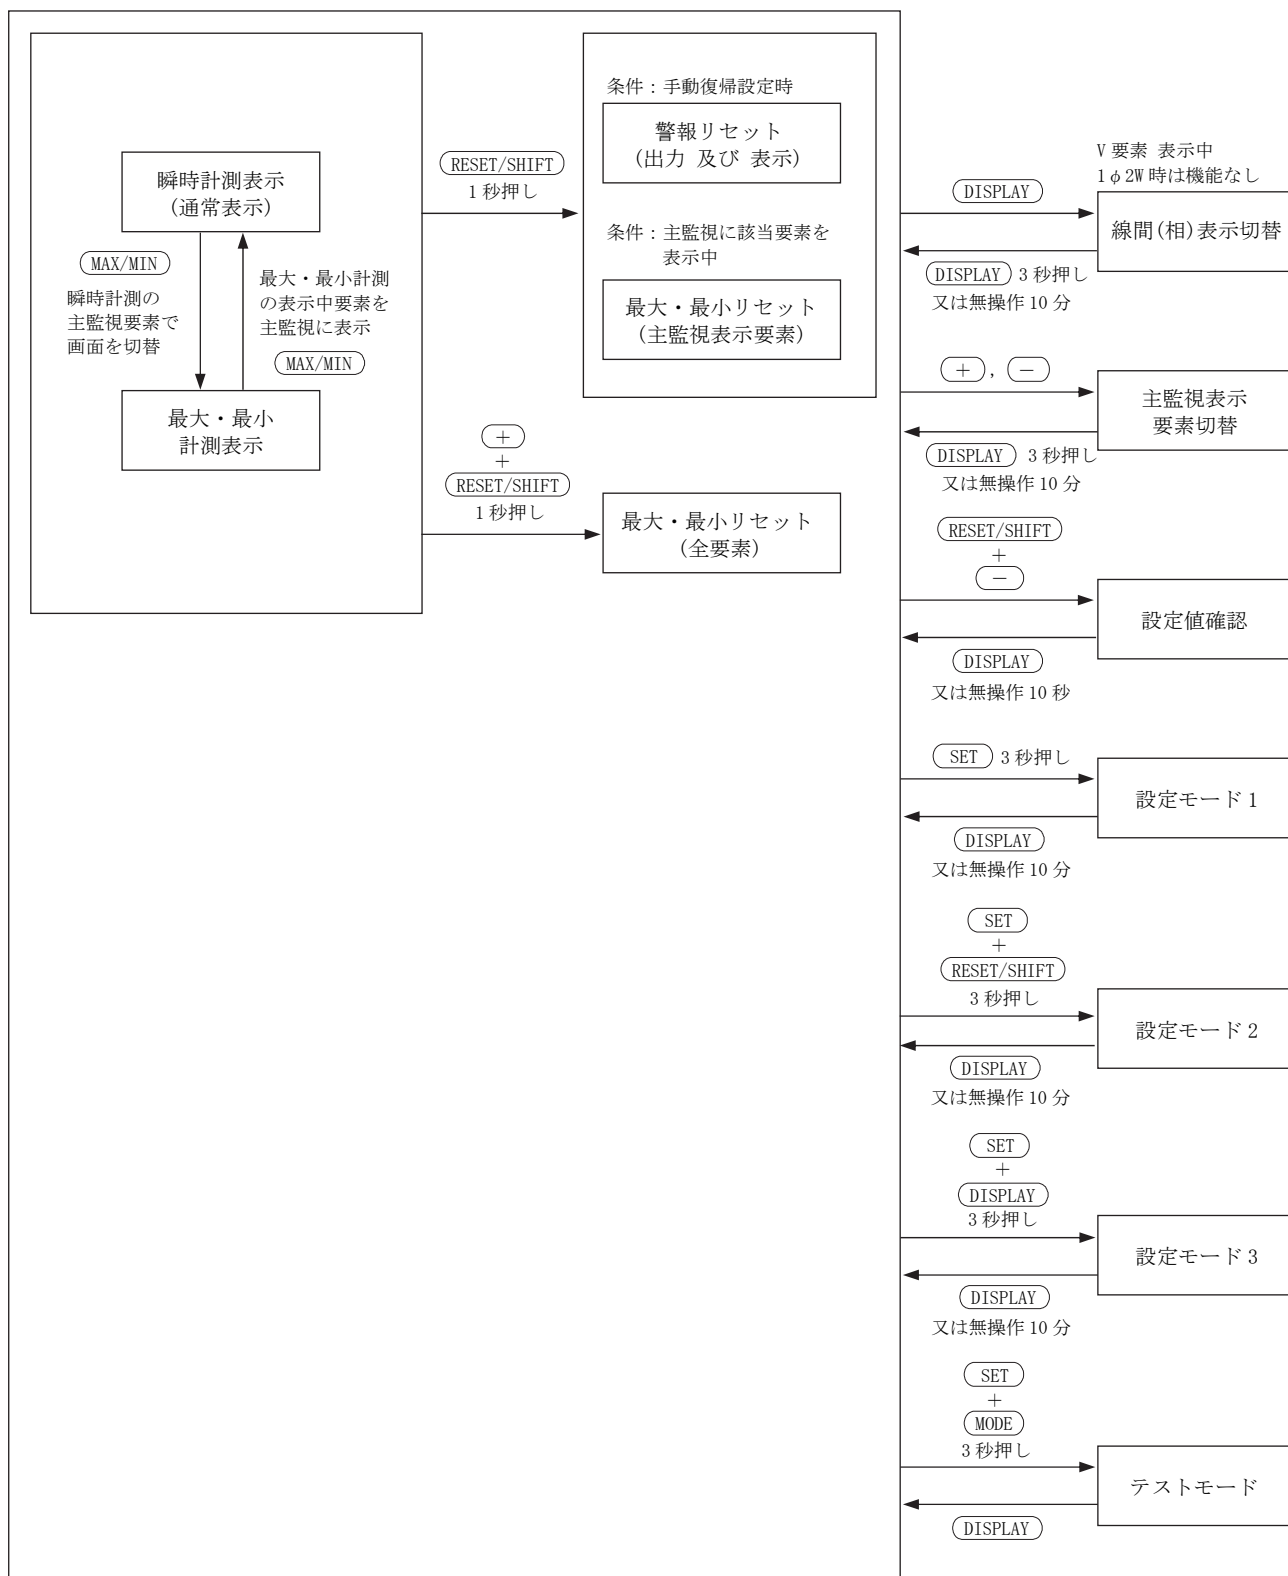 瞬時計測表示
(通常表示)
MAX/MIN
瞬時計測の
主監視要素で
画面を切替
最大・最小計測
の表示中要素を
主監視に表示
MAX/MIN
最大・最小
計測表示
RESET/SHIFT
1秒押し
条件：手動復帰設定時
警報リセット
(出力 及び 表示)
条件：主監視に該当要素を
表示中
最大・最小リセット
(主監視表示要素)
+
+
RESET/SHIFT
1秒押し
最大・最小リセット
(全要素)
DISPLAY
V要素 表示中
1φ2W時は機能なし
線間(相)表示切替
DISPLAY 3秒押し
又は無操作10分
+, −
主監視表示
要素切替
DISPLAY 3秒押し
又は無操作10分
RESET/SHIFT
+
−
設定値確認
DISPLAY
又は無操作10秒
SET 3秒押し
設定モード1
DISPLAY
又は無操作10分
SET
+
RESET/SHIFT
3秒押し
設定モード2
DISPLAY
又は無操作10分
SET
+
DISPLAY
3秒押し
設定モード3
DISPLAY
又は無操作10分
SET
+
MODE
3秒押し
テストモード
DISPLAY